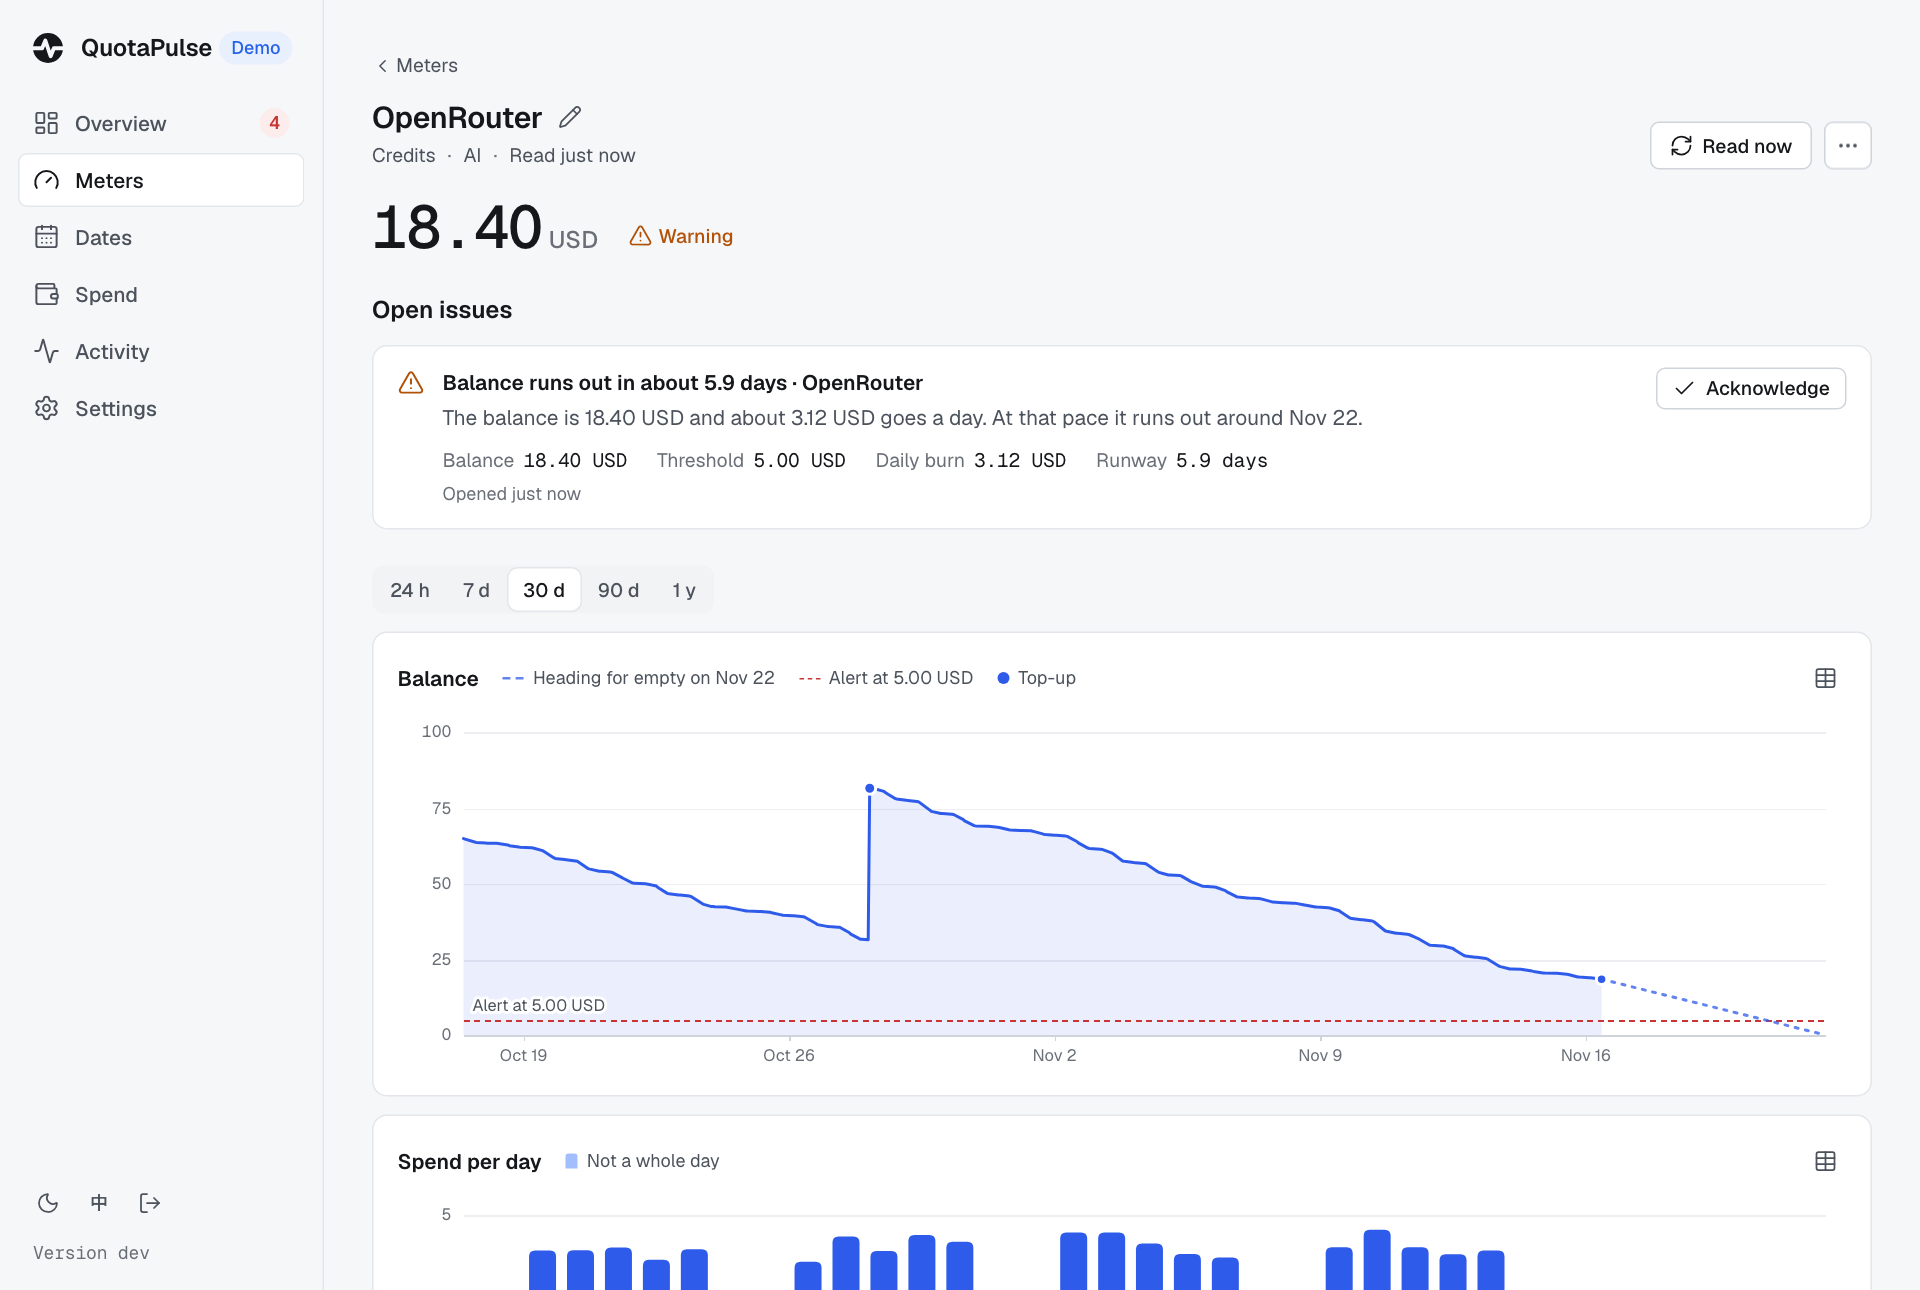 QuotaPulse Demo
Overview 4
Meters
Dates
Spend
Activity
Settings
中
Version dev
Meters
OpenRouter
Credits · AI · Read just now
Read now
18.40 USD Warning
Open issues
Balance runs out in about 5.9 days · OpenRouter
Acknowledge
The balance is 18.40 USD and about 3.12 USD goes a day. At that pace it runs out around Nov 22.
Balance 18.40 USD Threshold 5.00 USD Daily burn 3.12 USD Runway 5.9 days
Opened just now
24 h 7 d 30 d 90 d 1 y
Balance Heading for empty on Nov 22 Alert at 5.00 USD Top-up
100
75
50
25
Alert at 5.00 USD
0
Oct 19 Oct 26 Nov 2 Nov 9 Nov 16
Spend per day Not a whole day
5